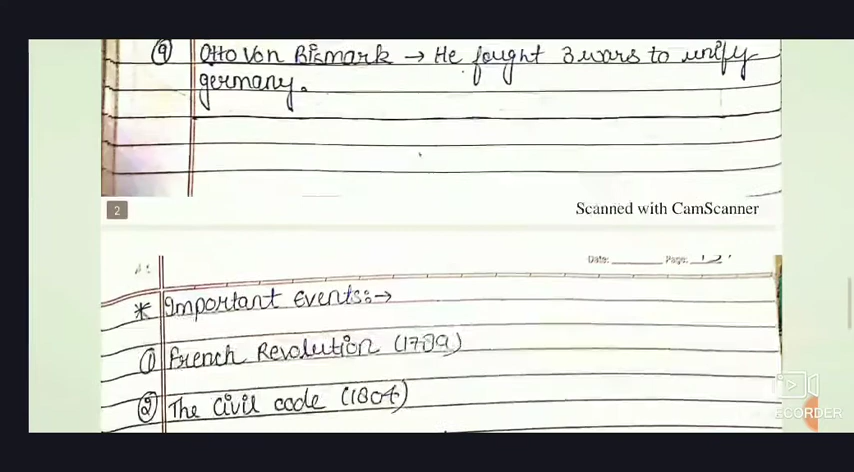 9 Otto Von Bismark → He fought 3 wars to unify
germany.
2
Scanned with CamScanner
Date: Page:
* Important Events:→
1 French Revolution (1789)
2 The Civil code (1804)
RECORDER